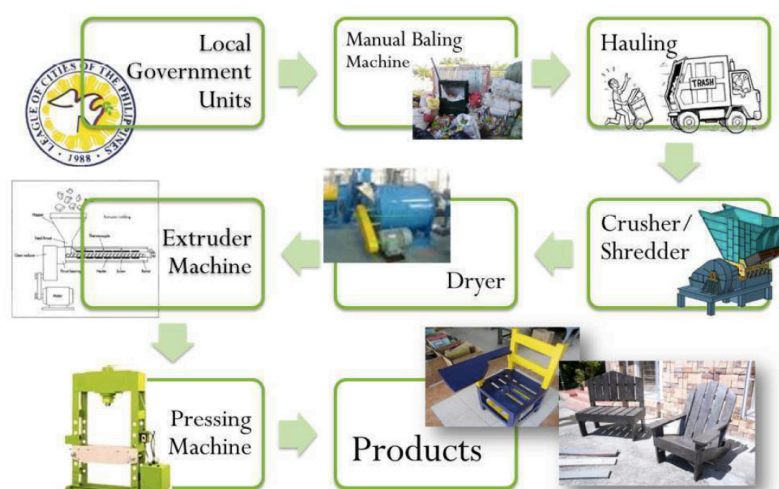 Local
Government
Units
LEAGUE OF CITIES OF THE PHILIPPINES
• 1988 •
Manual Baling
Machine
Hauling
TRASH
Extruder
Machine
Dryer
Crusher/
Shredder
Pressing
Machine
Products